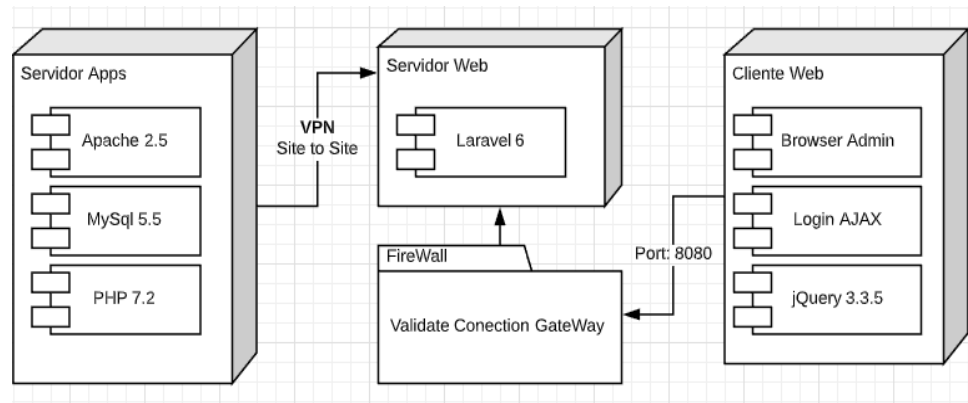 Servidor Apps
Apache 2.5
MySql 5.5
PHP 7.2
VPN
Site to Site
Servidor Web
Laravel 6
FireWall
Validate Conection GateWay
Port: 8080
Cliente Web
Browser Admin
Login AJAX
jQuery 3.3.5